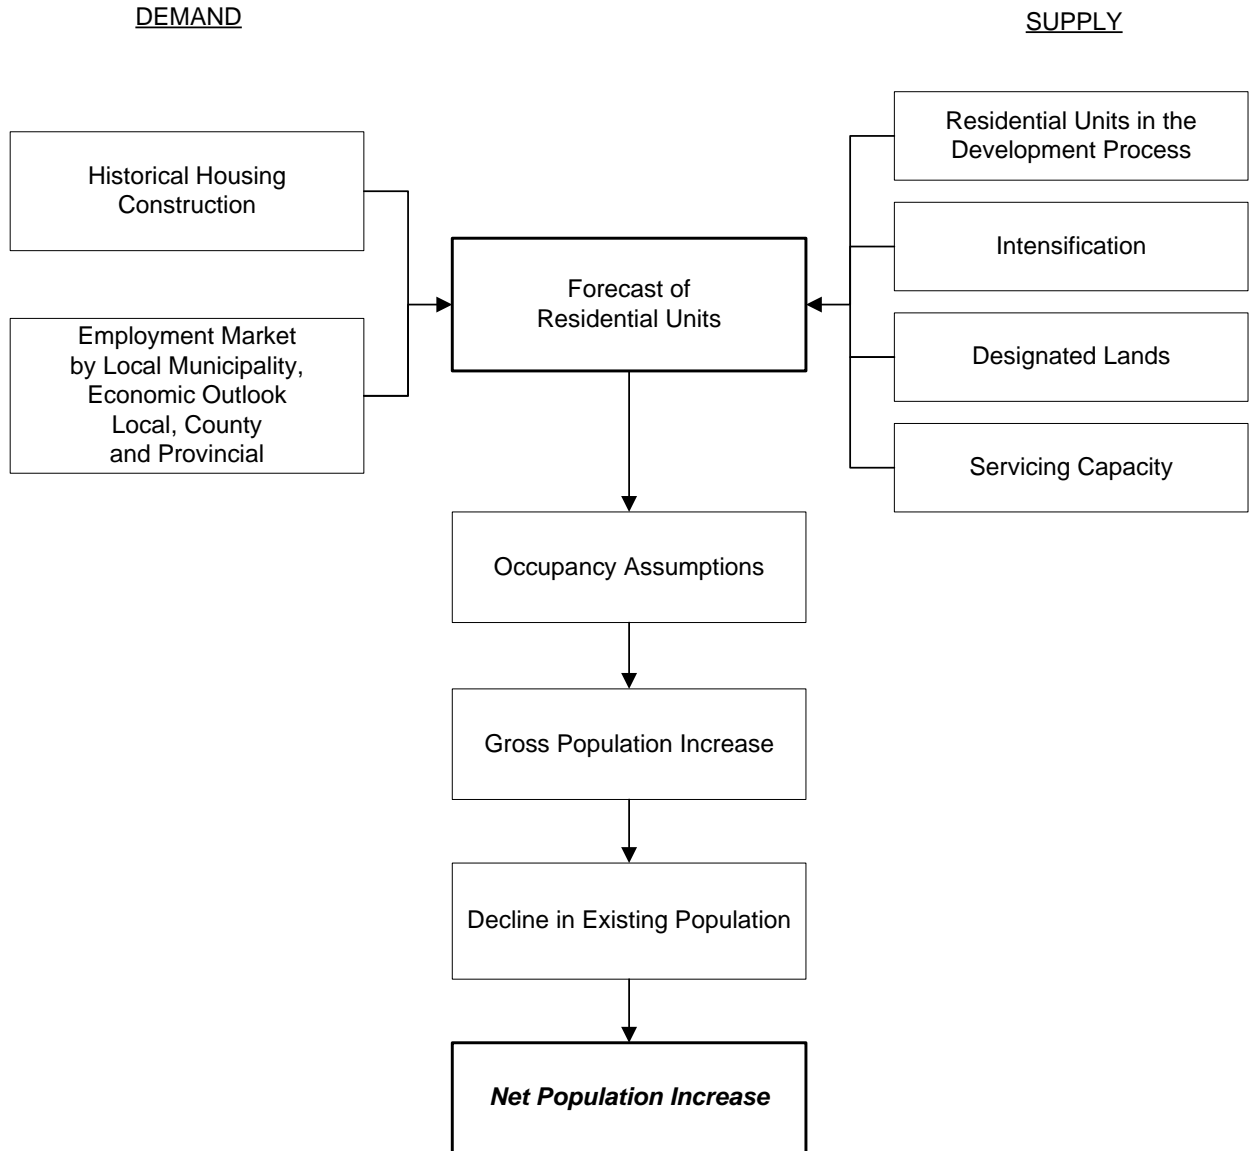 DEMAND
SUPPLY
Historical Housing
Construction
Employment Market
by Local Municipality,
Economic Outlook
Local, County
and Provincial
Forecast of
Residential Units
Residential Units in the
Development Process
Intensification
Designated Lands
Servicing Capacity
Occupancy Assumptions
Gross Population Increase
Decline in Existing Population
Net Population Increase